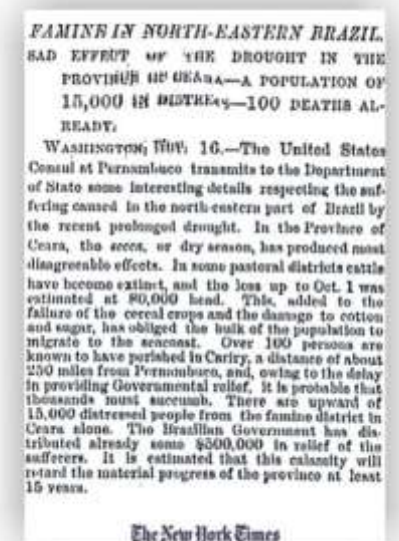 FAMINE IN NORTH-EASTERN BRAZIL.
SAD EFFECT OF THE DROUGHT IN THE
PROVINCE OF CEARA—A POPULATION OF
15,000 IN DISTRESS—100 DEATHS AL-
READY.
WASHINGTON, Nov. 16.—The United States
Consul at Pernambuco transmits to the Department
of State some interesting details respecting the suf-
fering caused in the north-eastern part of Brazil by
the recent prolonged drought. In the Province of
Ceara, the secca, or dry season, has produced most
disagreeable effects. In some pastoral districts cattle
have become extinct, and the loss up to Oct. 1 was
estimated at 80,000 head. This, added to the
failure of the cereal crops and the damage to cotton
and sugar, has obliged the bulk of the population to
migrate to the seacoast. Over 100 persons are
known to have perished in Cariry, a distance of about
250 miles from Pernambuco, and, owing to the delay
in providing Governmental relief, it is probable that
thousands must succumb. There are upward of
15,000 distressed people from the famine district in
Ceara alone. The Brazilian Government has dis-
tributed already some $500,000 in relief of the
sufferers. It is estimated that this calamity will
retard the material progress of the province at least
15 years.
The New York Times